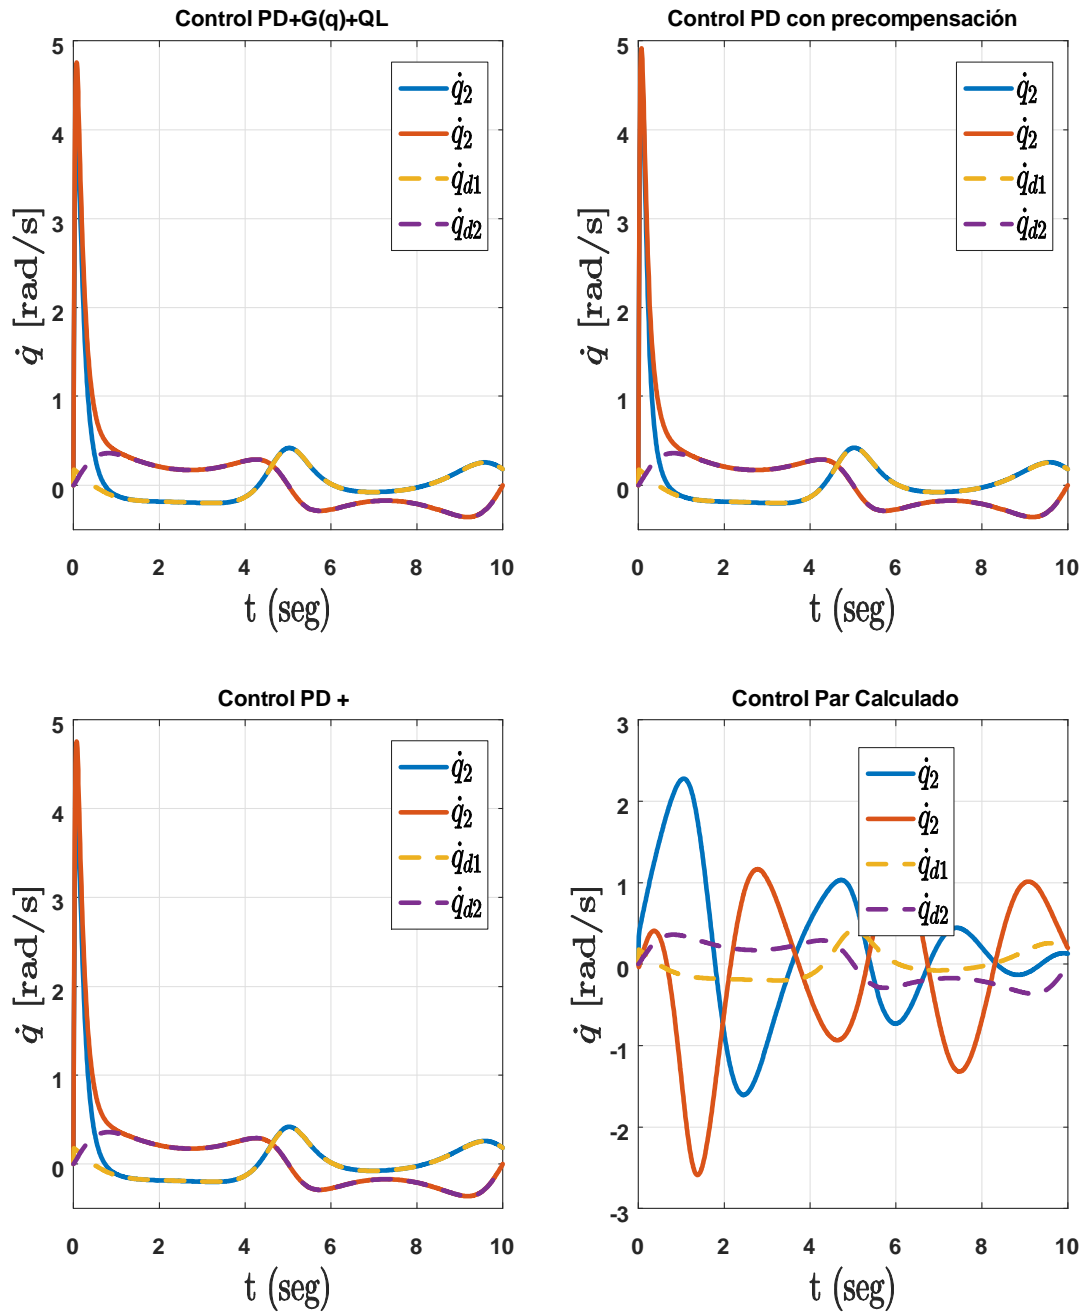 Control PD+G(q)+QL
5
4
3
2
1
0
q̇ [rad/s]
q̇₂
q̇₂
q̇d1
q̇d2
0 2 4 6 8 10
t (seg)
Control PD con precompensación
5
4
3
2
1
0
q̇ [rad/s]
q̇₂
q̇₂
q̇d1
q̇d2
0 2 4 6 8 10
t (seg)
Control PD +
5
4
3
2
1
0
q̇ [rad/s]
q̇₂
q̇₂
q̇d1
q̇d2
0 2 4 6 8 10
t (seg)
Control Par Calculado
3
2
1
0
-1
-2
-3
q̇ [rad/s]
q̇₂
q̇₂
q̇d1
q̇d2
0 2 4 6 8 10
t (seg)